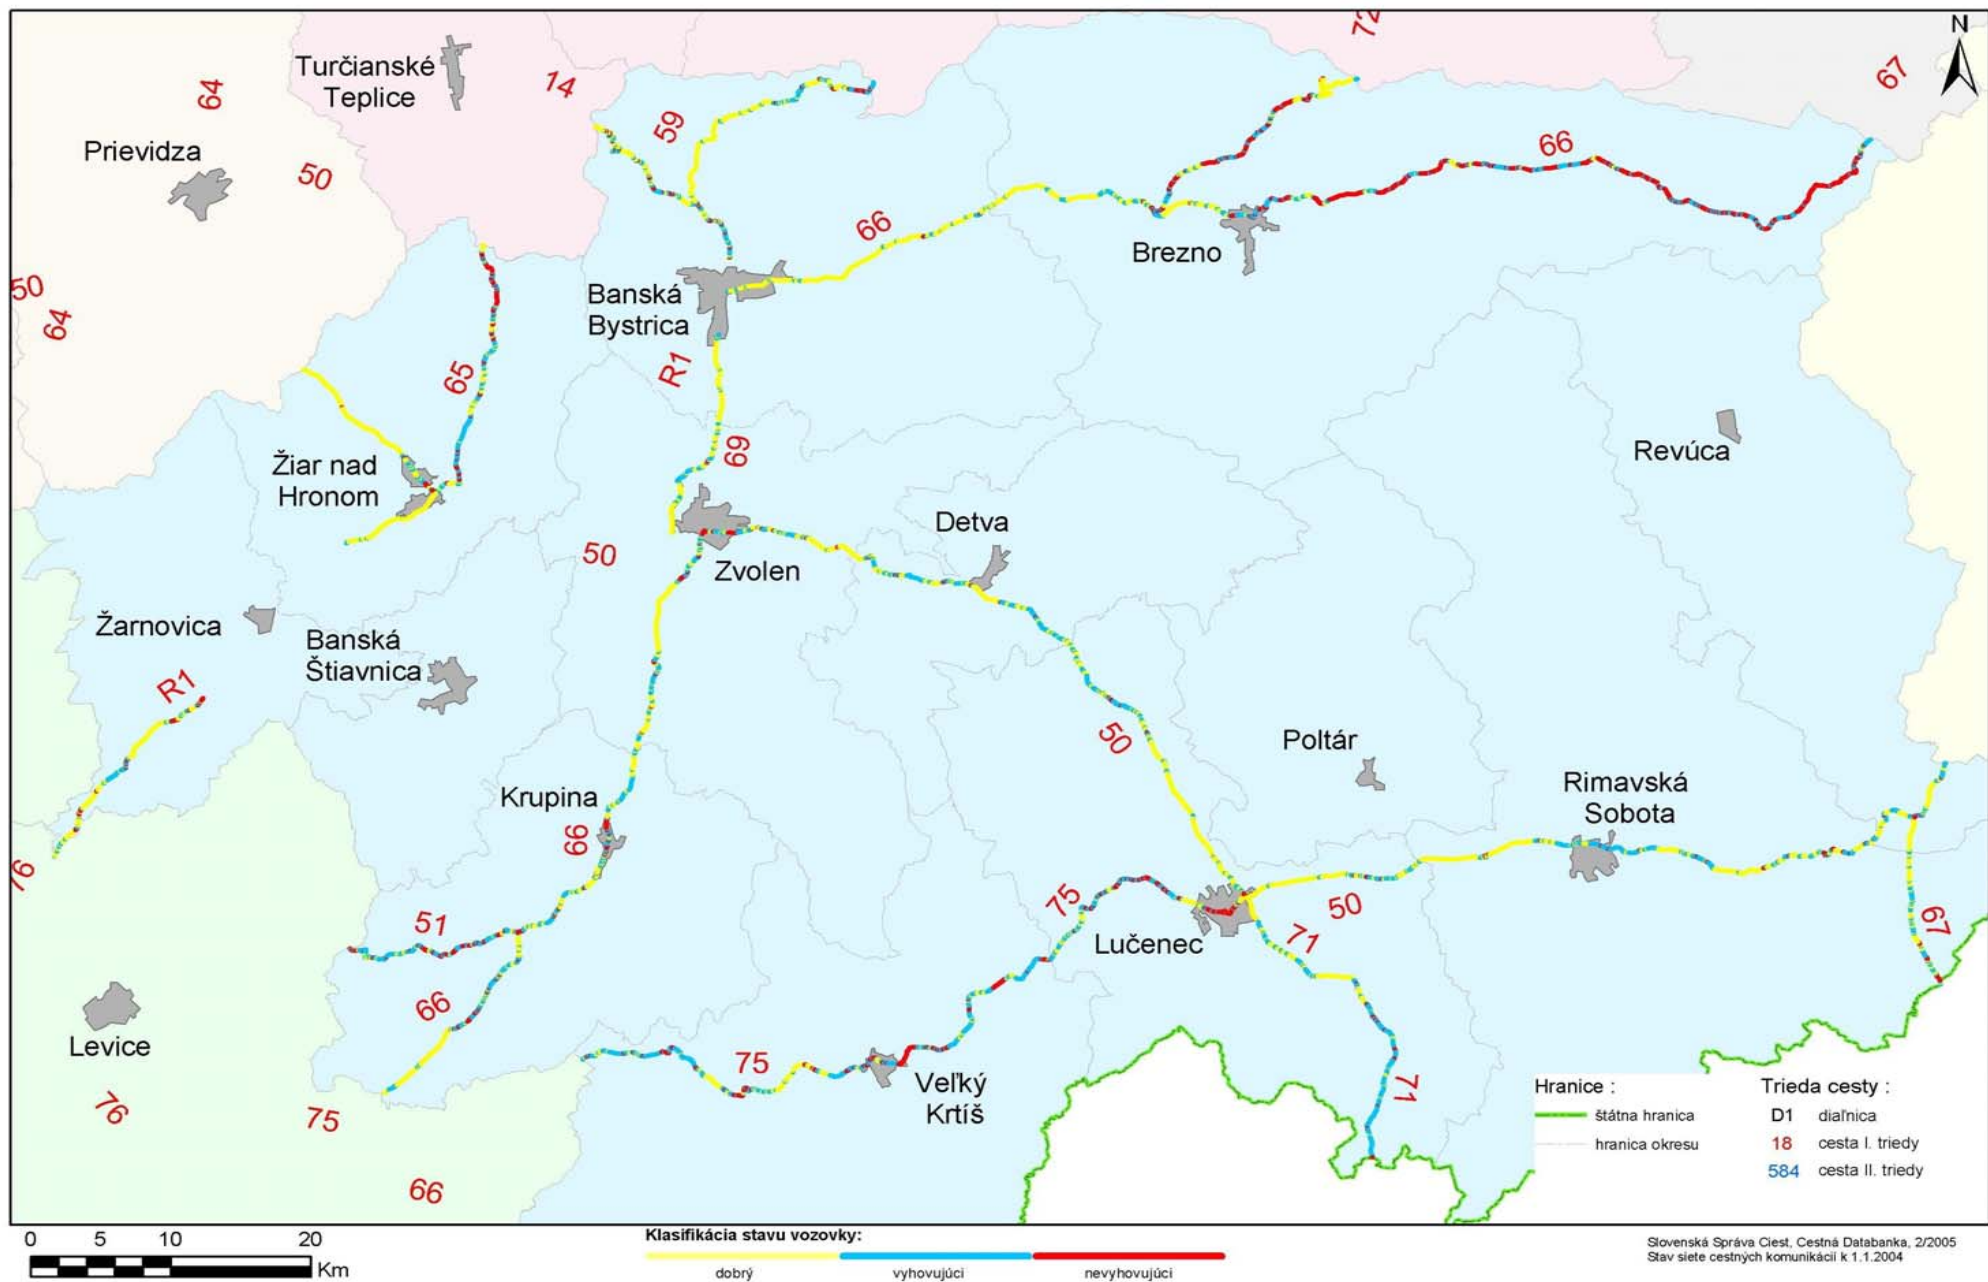 N
72
67
Turčianské
Teplice
14
64
59
Prievidza
50
66
66
Brezno
50
64
Banská
Bystrica
R1
65
69
Žiar nad
Hronom
Revúca
Detva
50
Zvolen
Žarnovica
Banská
Štiavnica
R1
50
Poltár
Rimavská
Sobota
Krupina
66
76
51
75
50
71
67
Lučenec
66
Levice
75
Veľký
Krtíš
71
76
75
66
Hranice :
štátna hranica
hranica okresu
Trieda cesty :
D1 diaľnica
18 cesta I. triedy
584 cesta II. triedy
0 5 10 20
Km
Klasifikácia stavu vozovky:
dobrý vyhovujúci nevyhovujúci
Slovenská Správa Ciest, Cestná Databanka, 2/2005
Stav siete cestných komunikácií k 1.1.2004